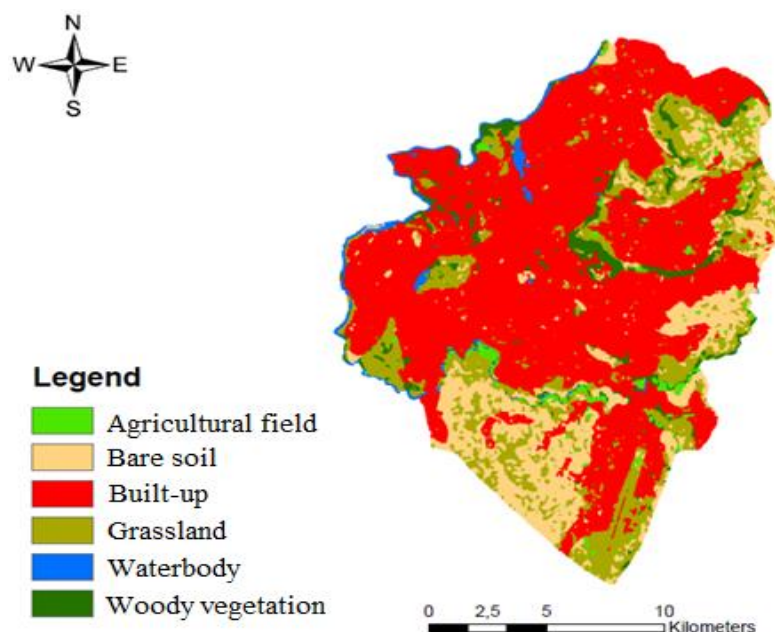 N
W E
S
Legend
Agricultural field
Bare soil
Built-up
Grassland
Waterbody
Woody vegetation
0 2,5 5 10
Kilometers